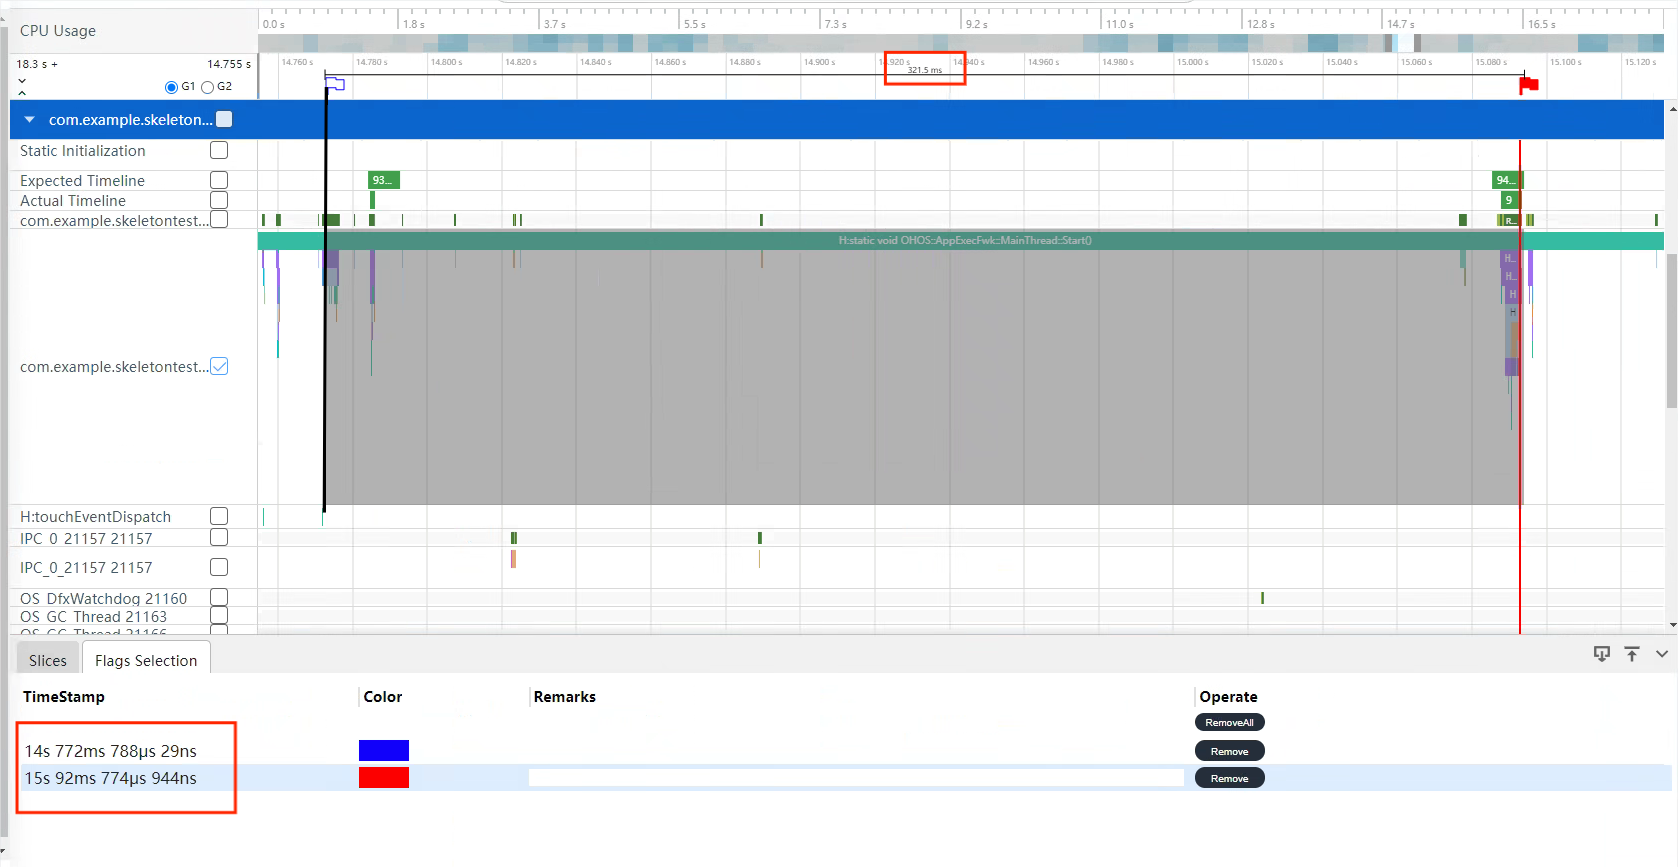 0.0 s 1.8 s 3.7 s 5.5 s 7.3 s 9.2 s 11.0 s 12.8 s 14.7 s 16.5 s
CPU Usage
18.3 s + 14.755 s
14.760 s 14.780 s 14.800 s 14.820 s 14.840 s 14.860 s 14.880 s 14.900 s 14.920 s 14.940 s 14.960 s 14.980 s 15.000 s 15.020 s 15.040 s 15.060 s 15.080 s 15.100 s 15.120 s
321.5 ms
G1 G2
com.example.skeleton...
Static Initialization
Expected Timeline 93... 94...
Actual Timeline 9
com.example.skeletontest... R...
H:static void OHOS::AppExecFwk::MainThread::Start()
H...
H...
H
H
com.example.skeletontest...
H:touchEventDispatch
IPC_0_21157 21157
IPC_0_21157 21157
OS_DfxWatchdog 21160
OS_GC_Thread 21163
OS_GC_Thread 21166
Slices Flags Selection
TimeStamp Color Remarks Operate
RemoveAll
14s 772ms 788μs 29ns Remove
15s 92ms 774μs 944ns Remove